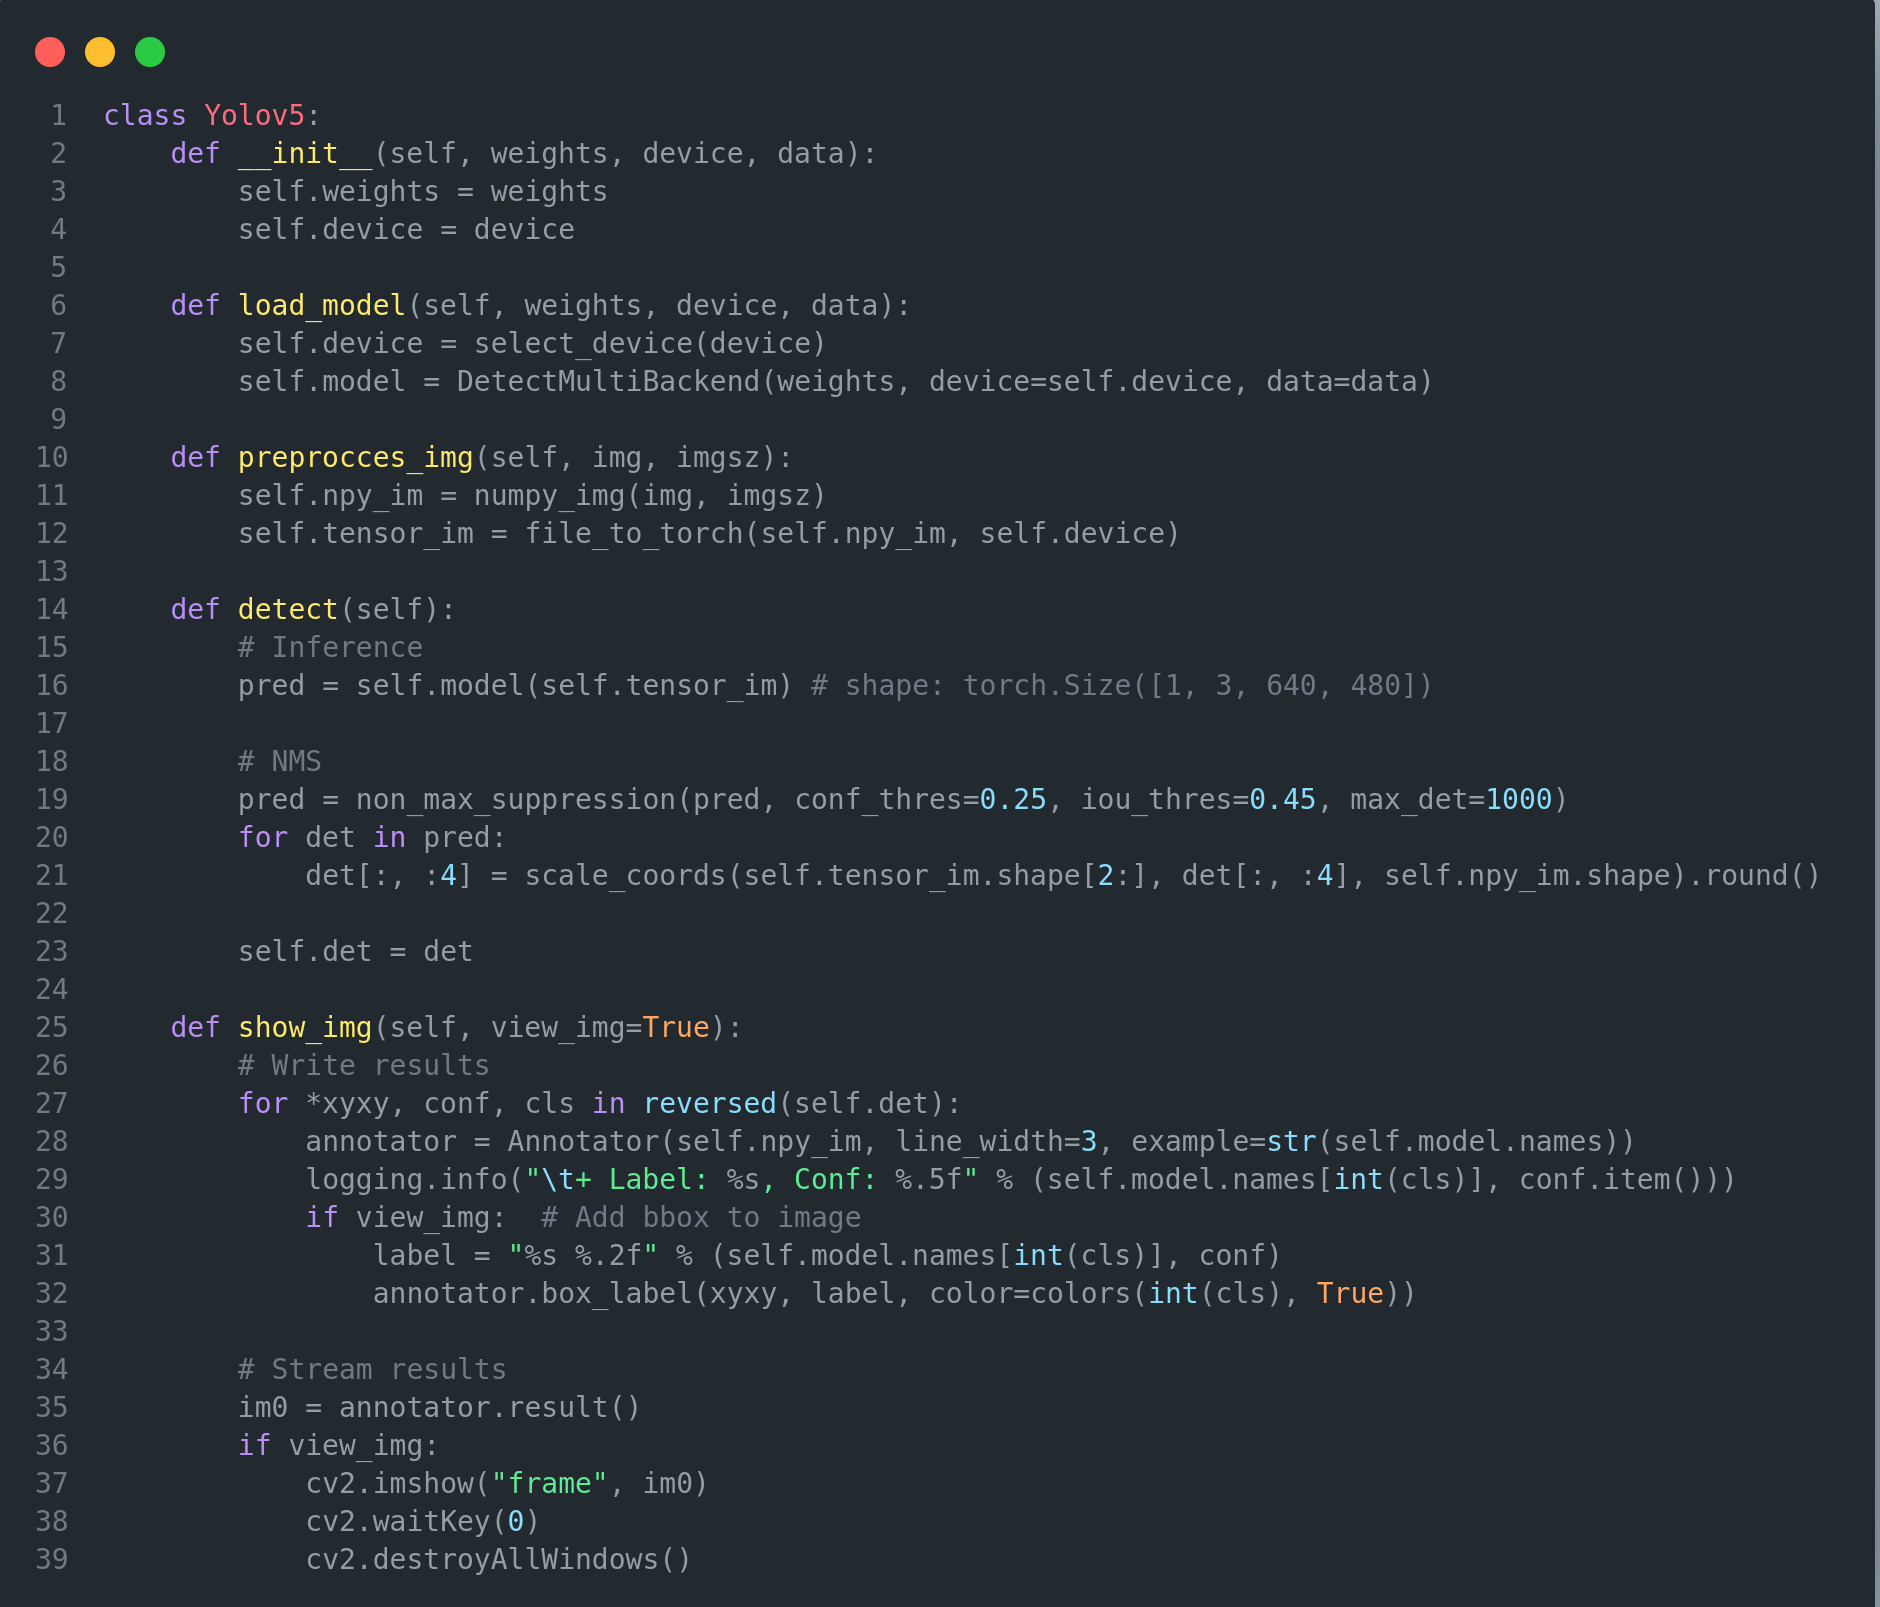 1 class Yolov5:
2     def __init__(self, weights, device, data):
3         self.weights = weights
4         self.device = device
5
6     def load_model(self, weights, device, data):
7         self.device = select_device(device)
8         self.model = DetectMultiBackend(weights, device=self.device, data=data)
9
10     def preprocces_img(self, img, imgsz):
11         self.npy_im = numpy_img(img, imgsz)
12         self.tensor_im = file_to_torch(self.npy_im, self.device)
13
14     def detect(self):
15         # Inference
16         pred = self.model(self.tensor_im) # shape: torch.Size([1, 3, 640, 480])
17
18         # NMS
19         pred = non_max_suppression(pred, conf_thres=0.25, iou_thres=0.45, max_det=1000)
20         for det in pred:
21             det[:, :4] = scale_coords(self.tensor_im.shape[2:], det[:, :4], self.npy_im.shape).round()
22
23         self.det = det
24
25     def show_img(self, view_img=True):
26         # Write results
27         for *xyxy, conf, cls in reversed(self.det):
28             annotator = Annotator(self.npy_im, line_width=3, example=str(self.model.names))
29             logging.info("\t+ Label: %s, Conf: %.5f" % (self.model.names[int(cls)], conf.item()))
30             if view_img:  # Add bbox to image
31                 label = "%s %.2f" % (self.model.names[int(cls)], conf)
32                 annotator.box_label(xyxy, label, color=colors(int(cls), True))
33
34         # Stream results
35         im0 = annotator.result()
36         if view_img:
37             cv2.imshow("frame", im0)
38             cv2.waitKey(0)
39             cv2.destroyAllWindows()